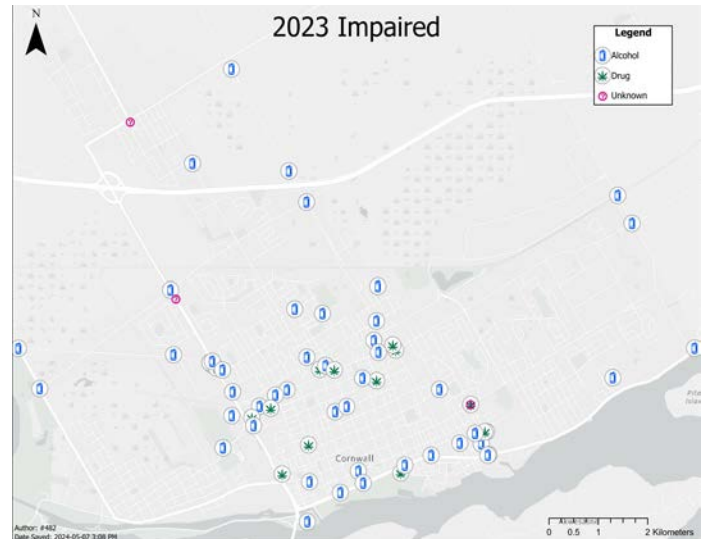 N
2023 Impaired
Legend
Alcohol
Drug
Unknown
Cornwall
Author: #482
Date Saved: 2024-05-07 3:08 PM
0 0.5 1 2 Kilometers